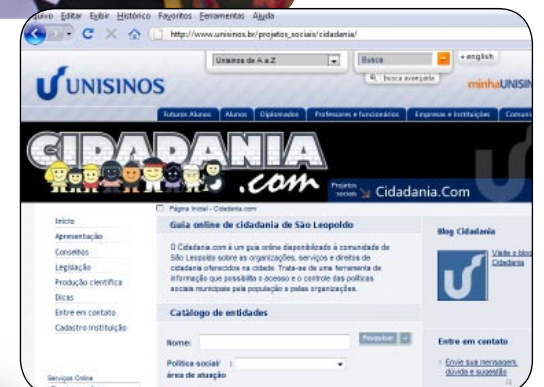 Editar Exibir Histórico Favoritos Ferramentas Ajuda
http://www.unisinos.br/projetos_sociais/cidadania/
Unisinos de A a Z
Busca
+ english
busca avançada
UNISINOS
minhaUNISIN
Futuros Alunos Alunos Diplomados Professores e funcionários Empresas e Instituições Comuni
CIDADANIA
.com
Projetos sociais Cidadania.Com
Página Inicial - Cidadania.com
Início
Apresentação
Conselhos
Legislação
Produção científica
Dicas
Entre em contato
Cadastro Instituição
Serviços Online
Guia online de cidadania de São Leopoldo
O Cidadania.com é um guia online disponibilizado à comunidade de
São Leopoldo sobre as organizações, serviços e direitos de
cidadania oferecidos na cidade. Trata-se de uma ferramenta de
informação que possibilita o acesso e o controle das políticas
sociais municipais pela população e pelas organizações.
Catálogo de entidades
Nome:
Pesquisar
Política social/
área de atuação
:
Blog Cidadania
Visite o blog
Cidadania
Entre em contato
Envie sua mensagem,
dúvida e sugestão